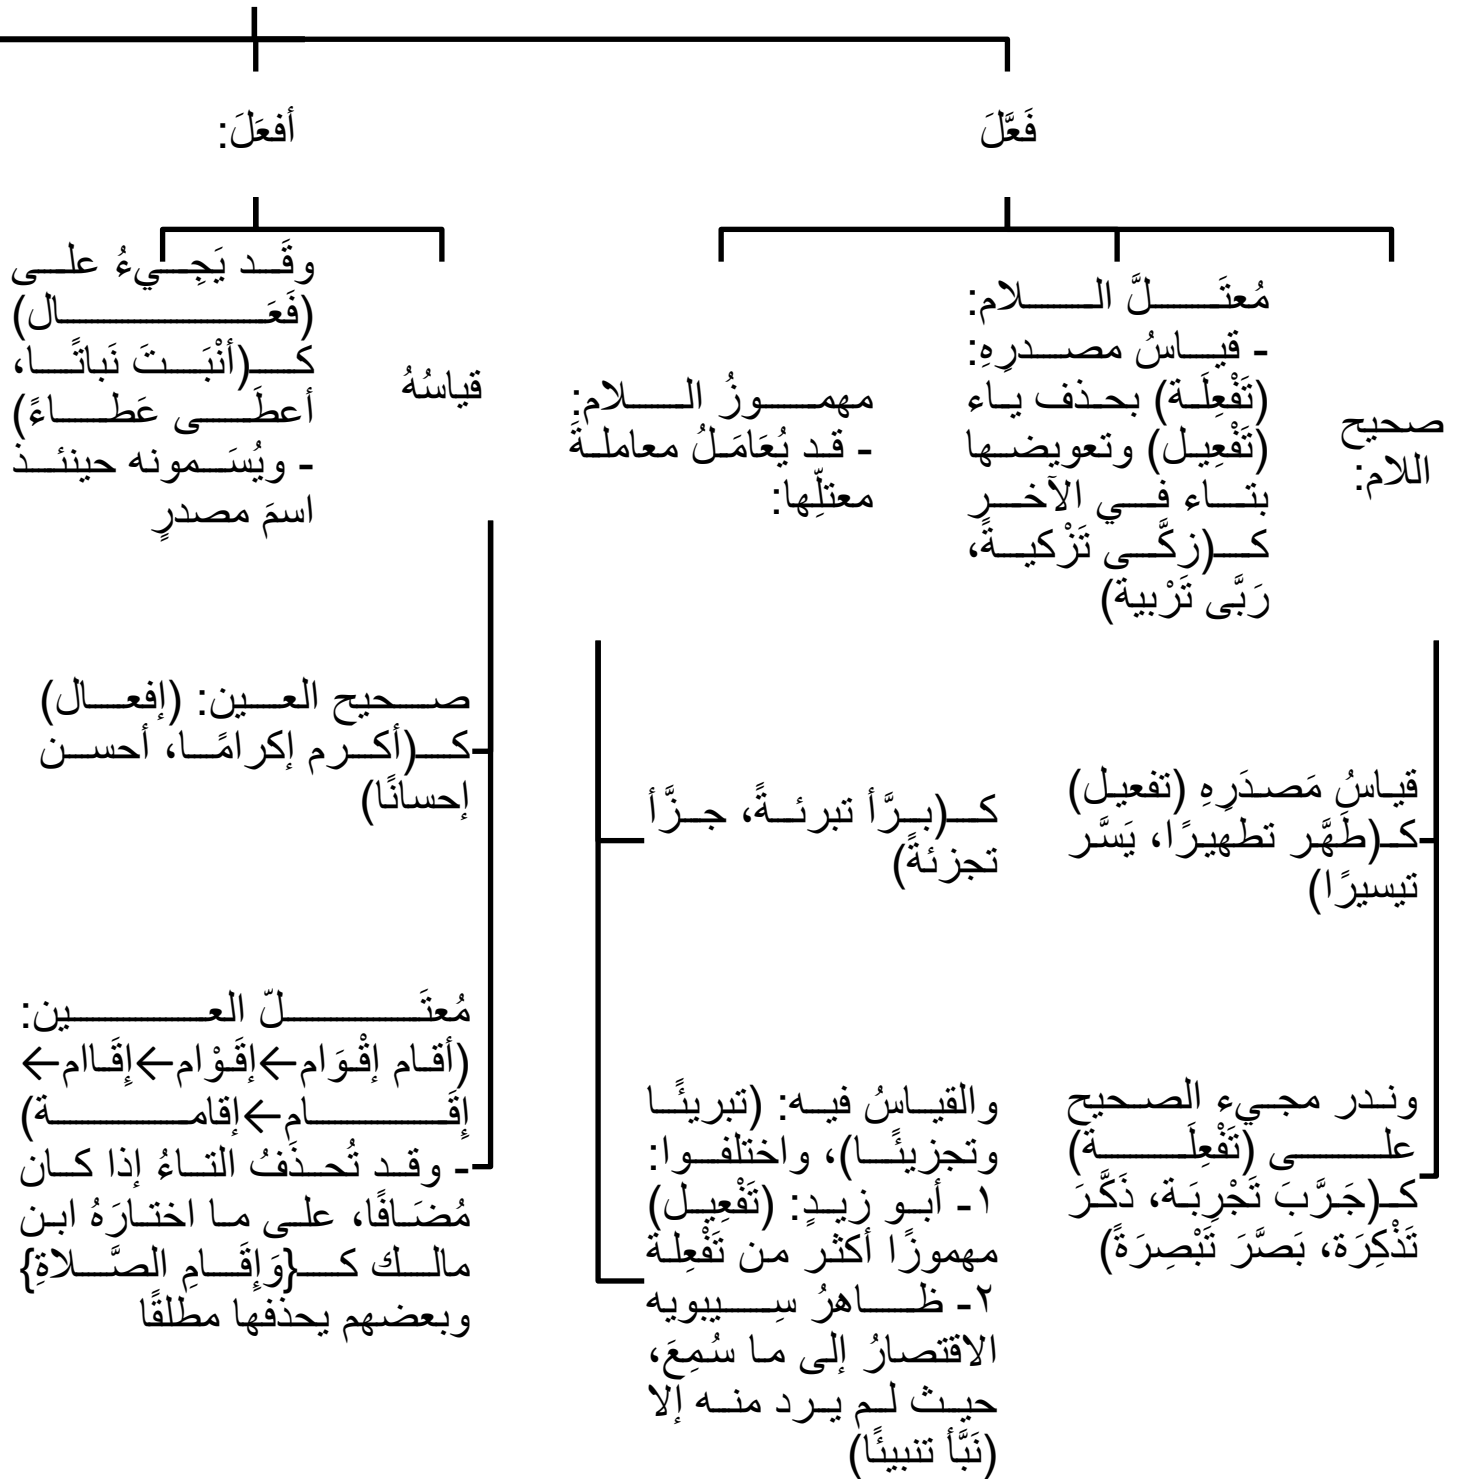 فَعَّلَ
أفعَلَ:
صحيح
اللام:
مُعتَلَّ اللام:
- قياسُ مصدرِهِ:
(تَفْعِلَة) بحذف ياء
(تَفْعِيل) وتعويضها
بتاء في الآخر
كـ(زكَّى تَزْكيةً،
رَبَّى تَرْبية)
مهموزُ اللام:
- قد يُعَامَلُ معاملةَ
معتلِّها:
قياسُهُ
وقَد يَجِيءُ على
(فَعَال)
كـ(أنْبَتَ نَباتًا،
أعطَى عَطاءً)
- ويُسَمونه حينئذ
اسمَ مصدرٍ
قياسُ مَصدَرِهِ (تفعيل)
كـ(طَهَّر تطهيرًا، يَسَّر
تيسيرًا)
وندر مجيء الصحيح
على (تَفْعِلَة)
كـ(جَرَّبَ تَجْرِبَة، ذَكَّرَ
تَذْكِرَة، بَصَّرَ تَبْصِرَةً)
كـ(برَّأ تبرئةً، جزَّأ
تجزئةً)
والقياسُ فيه: (تبريئًا
وتجزيئًا)، واختلفوا:
١- أبو زيدٍ: (تَفْعِيل)
مهموزًا أكثر من تَفْعِلة
٢- ظاهرُ سِيبويه
الاقتصارُ إلى ما سُمِعَ،
حيث لم يرد منه إلا
(نَبَّأ تنبيئًا)
صحيح العين: (إفعال)
كـ(أكرم إكرامًا، أحسن
إحسانًا)
مُعتَلّ العين:
(أقام إقْوَام←إقَوْام←إِقَاام←
إِقَام←إقامة)
- وقد تُحذَفُ التاءُ إذا كان
مُضَافًا، على ما اختارَهُ ابن
مالك كـ{وَإِقَامِ الصَّلاةِ}
وبعضهم يحذفها مطلقًا